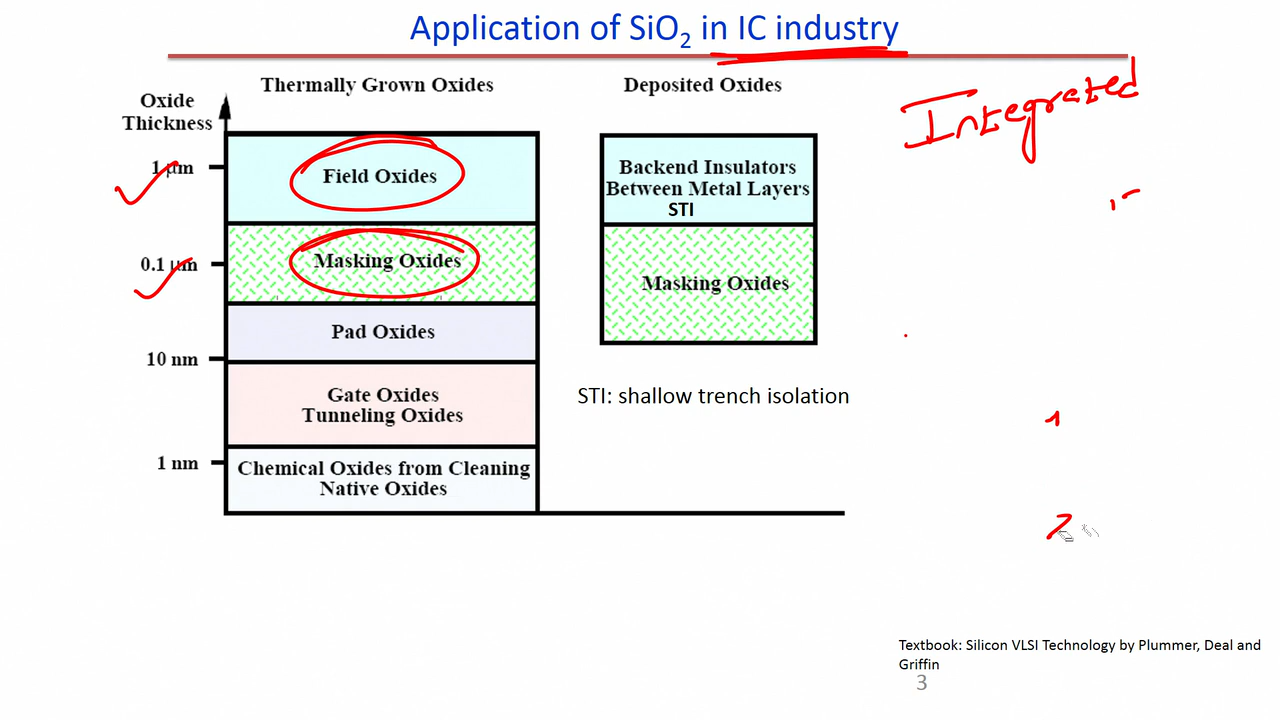 Application of SiO2 in IC industry
Thermally Grown Oxides
Deposited Oxides
Oxide
Thickness
1 μm
0.1 μm
10 nm
1 nm
Field Oxides
Masking Oxides
Pad Oxides
Gate Oxides
Tunneling Oxides
Chemical Oxides from Cleaning
Native Oxides
Backend Insulators
Between Metal Layers
STI
Masking Oxides
STI: shallow trench isolation
Integrated
Textbook: Silicon VLSI Technology by Plummer, Deal and
Griffin
3